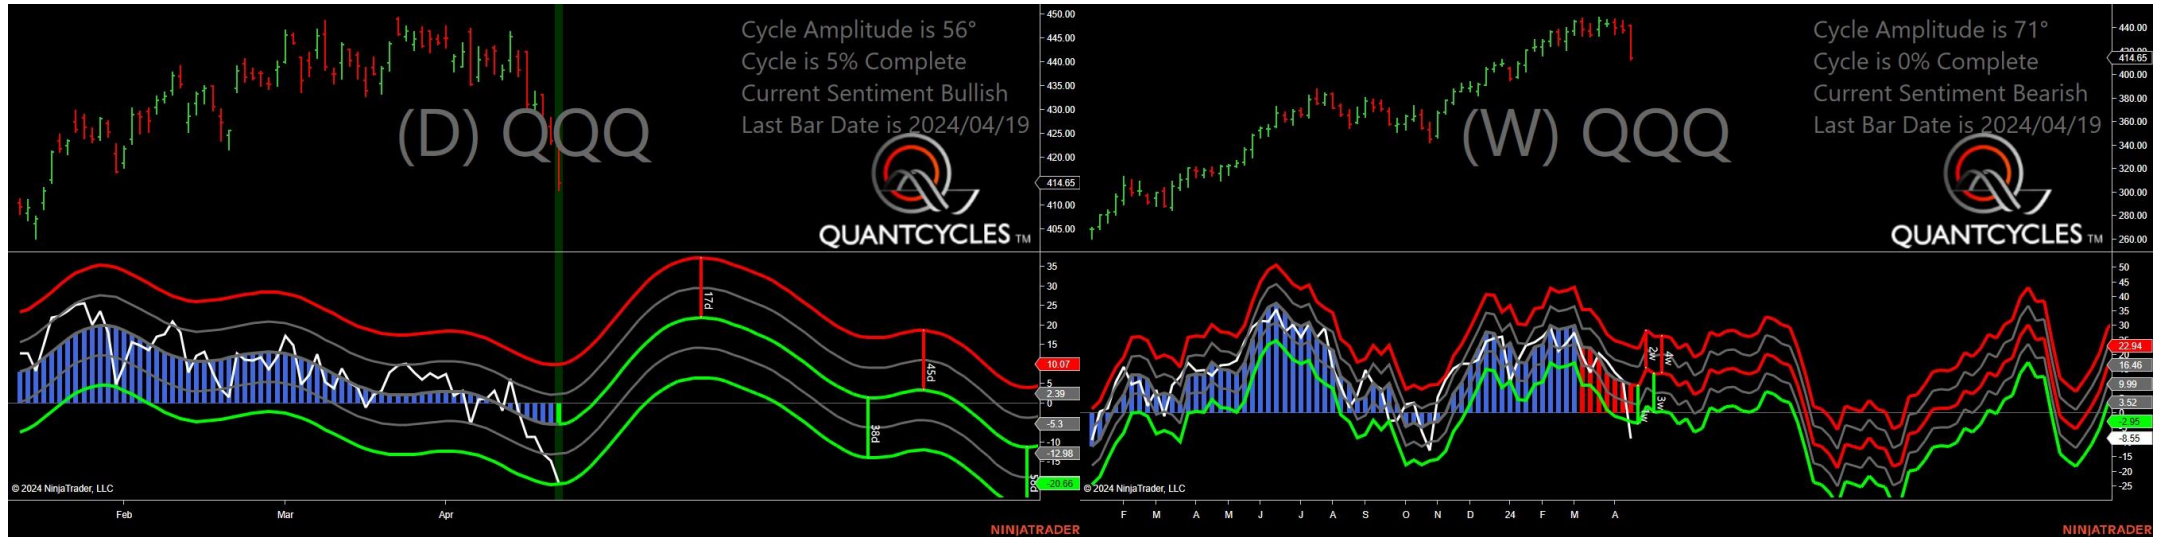 Cycle Amplitude is 56°
Cycle is 5% Complete
Current Sentiment Bullish
Last Bar Date is 2024/04/19
(D) QQQ
QUANTCYCLES TM
450.00
445.00
440.00
435.00
430.00
425.00
420.00
414.65
410.00
405.00
35
30
25
20
15
10.07
5
2.39
0
-5.3
-10
-12.98
-15
-20.66
17d
45d
38d
58d
© 2024 NinjaTrader, LLC
Feb Mar Apr
NINJATRADER
Cycle Amplitude is 71°
Cycle is 0% Complete
Current Sentiment Bearish
Last Bar Date is 2024/04/19
(W) QQQ
QUANTCYCLES TM
440.00
420.00
414.65
400.00
380.00
360.00
340.00
320.00
300.00
280.00
260.00
50
45
40
35
30
22.94
20
16.46
9.99
3.52
0
-2.95
-8.55
-15
-20
-25
2w
4w
3w
© 2024 NinjaTrader, LLC
F M A M J J A S O N D 24 F M A
NINJATRADER